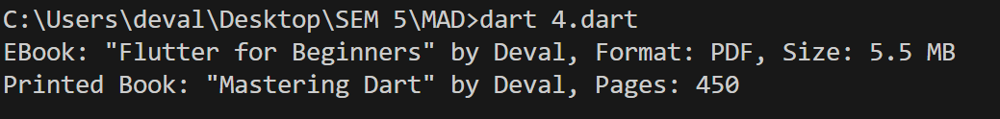 C:\Users\deval\Desktop\SEM 5\MAD>dart 4.dart
EBook: "Flutter for Beginners" by Deval, Format: PDF, Size: 5.5 MB
Printed Book: "Mastering Dart" by Deval, Pages: 450